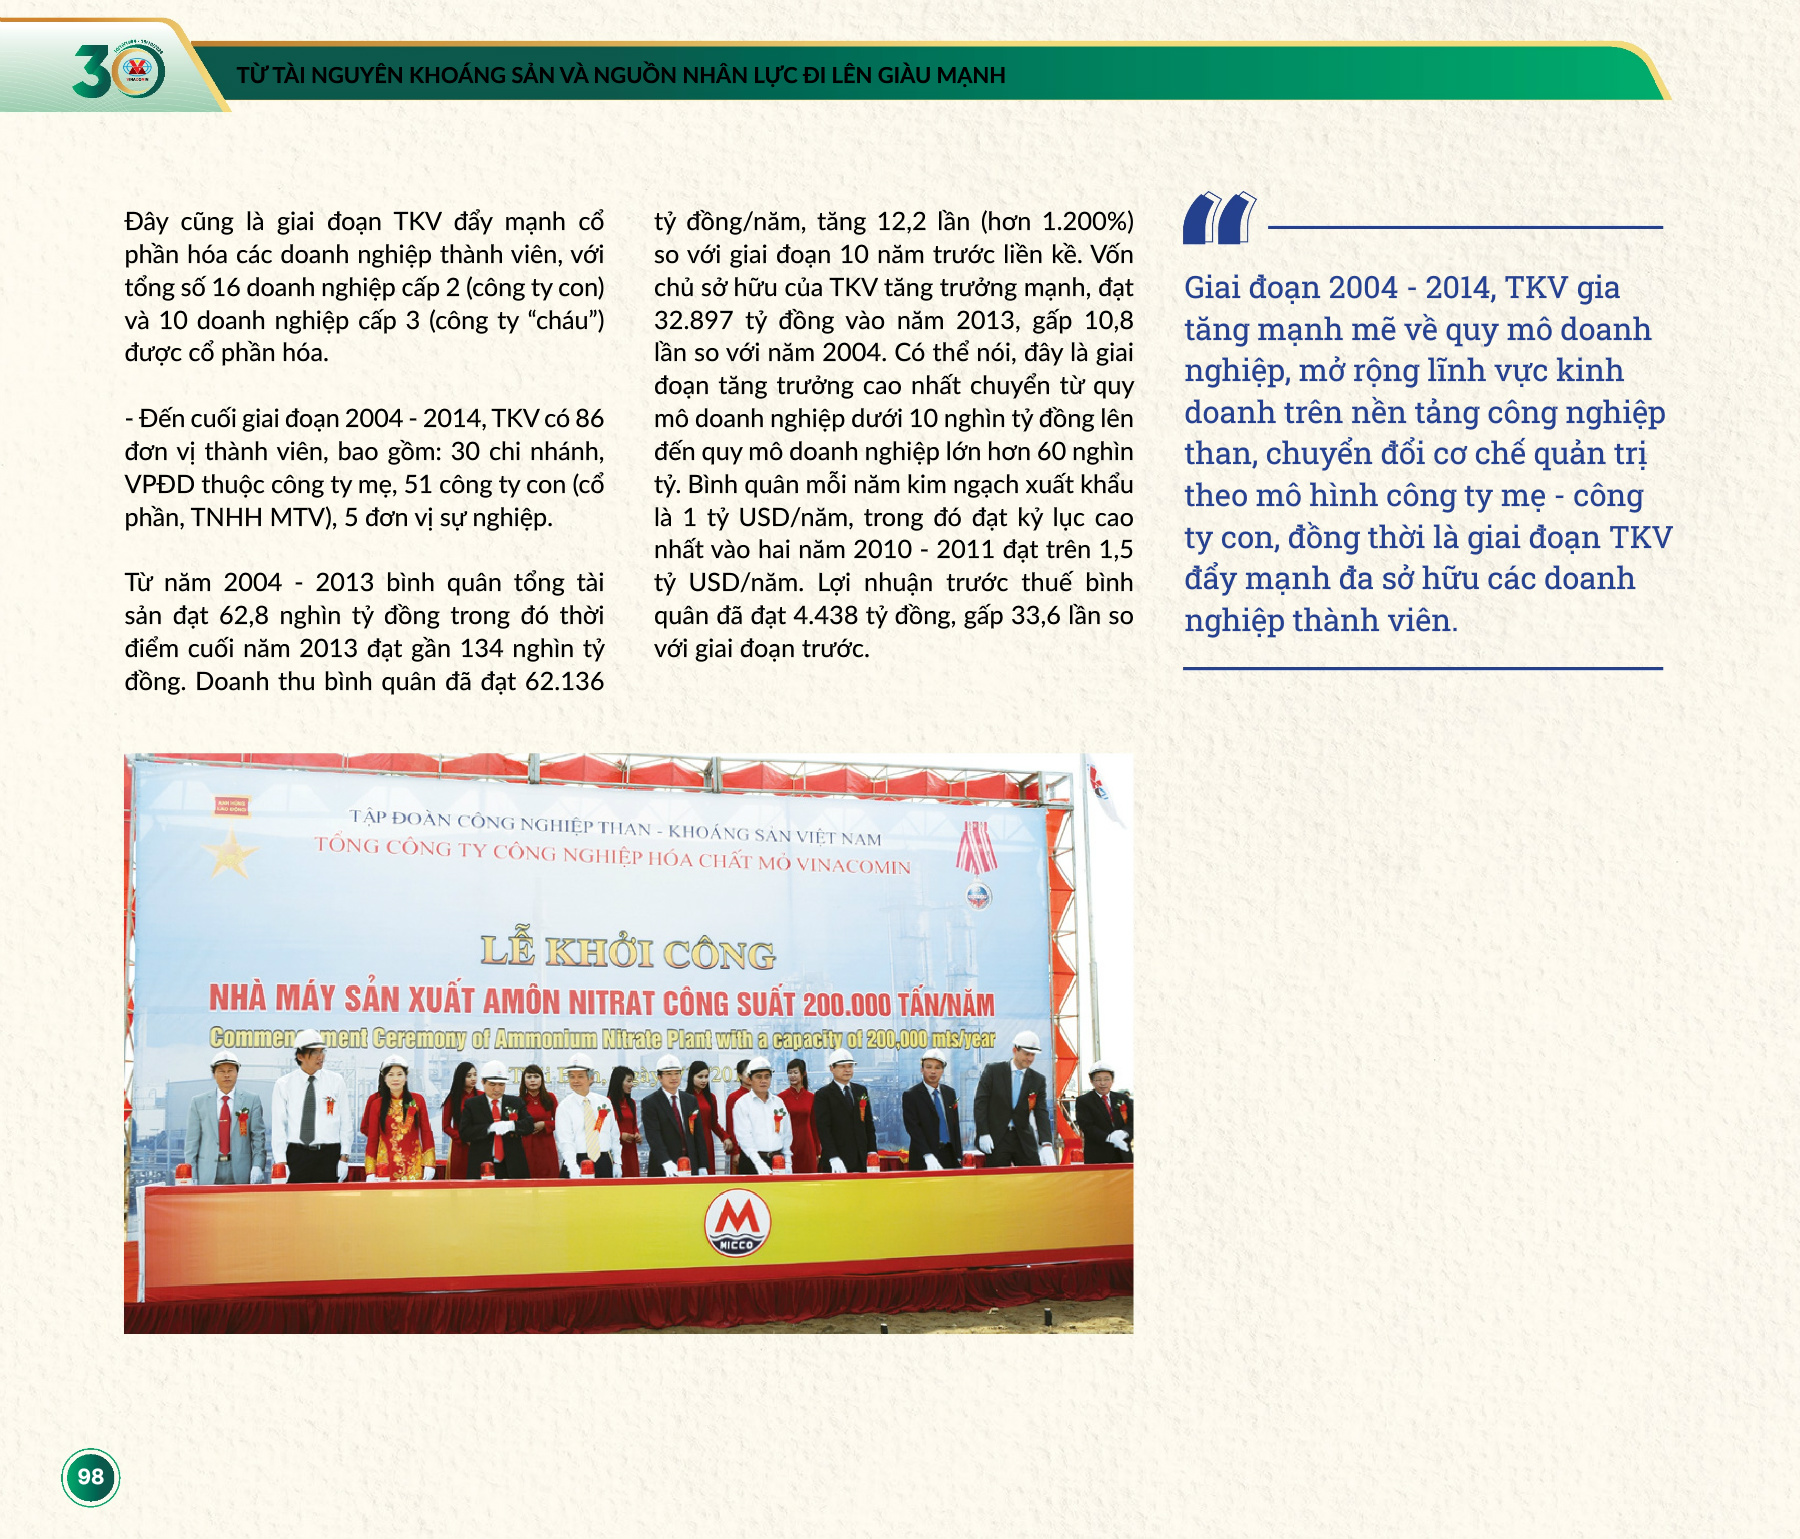 30
VINACOMIN
TỪ TÀI NGUYÊN KHOÁNG SẢN VÀ NGUỒN NHÂN LỰC ĐI LÊN GIÀU MẠNH
Đây cũng là giai đoạn TKV đẩy mạnh cổ
phần hóa các doanh nghiệp thành viên, với
tổng số 16 doanh nghiệp cấp 2 (công ty con)
và 10 doanh nghiệp cấp 3 (công ty “cháu”)
được cổ phần hóa.
- Đến cuối giai đoạn 2004 - 2014, TKV có 86
đơn vị thành viên, bao gồm: 30 chi nhánh,
VPĐD thuộc công ty mẹ, 51 công ty con (cổ
phần, TNHH MTV), 5 đơn vị sự nghiệp.
Từ năm 2004 - 2013 bình quân tổng tài
sản đạt 62,8 nghìn tỷ đồng trong đó thời
điểm cuối năm 2013 đạt gần 134 nghìn tỷ
đồng. Doanh thu bình quân đã đạt 62.136
tỷ đồng/năm, tăng 12,2 lần (hơn 1.200%)
so với giai đoạn 10 năm trước liền kề. Vốn
chủ sở hữu của TKV tăng trưởng mạnh, đạt
32.897 tỷ đồng vào năm 2013, gấp 10,8
lần so với năm 2004. Có thể nói, đây là giai
đoạn tăng trưởng cao nhất chuyển từ quy
mô doanh nghiệp dưới 10 nghìn tỷ đồng lên
đến quy mô doanh nghiệp lớn hơn 60 nghìn
tỷ. Bình quân mỗi năm kim ngạch xuất khẩu
là 1 tỷ USD/năm, trong đó đạt kỷ lục cao
nhất vào hai năm 2010 - 2011 đạt trên 1,5
tỷ USD/năm. Lợi nhuận trước thuế bình
quân đã đạt 4.438 tỷ đồng, gấp 33,6 lần so
với giai đoạn trước.
Giai đoạn 2004 - 2014, TKV gia
tăng mạnh mẽ về quy mô doanh
nghiệp, mở rộng lĩnh vực kinh
doanh trên nền tảng công nghiệp
than, chuyển đổi cơ chế quản trị
theo mô hình công ty mẹ - công
ty con, đồng thời là giai đoạn TKV
đẩy mạnh đa sở hữu các doanh
nghiệp thành viên.
ANH HÙNG
LAO ĐỘNG
TẬP ĐOÀN CÔNG NGHIỆP THAN - KHOÁNG SẢN VIỆT NAM
TỔNG CÔNG TY CÔNG NGHIỆP HÓA CHẤT MỎ VINACOMIN
LỄ KHỞI CÔNG
NHÀ MÁY SẢN XUẤT AMÔN NITRAT CÔNG SUẤT 200.000 TẤN/NĂM
Commencement Ceremony of Ammonium Nitrate Plant with a capacity of 200,000 mts/year
MICCO
98